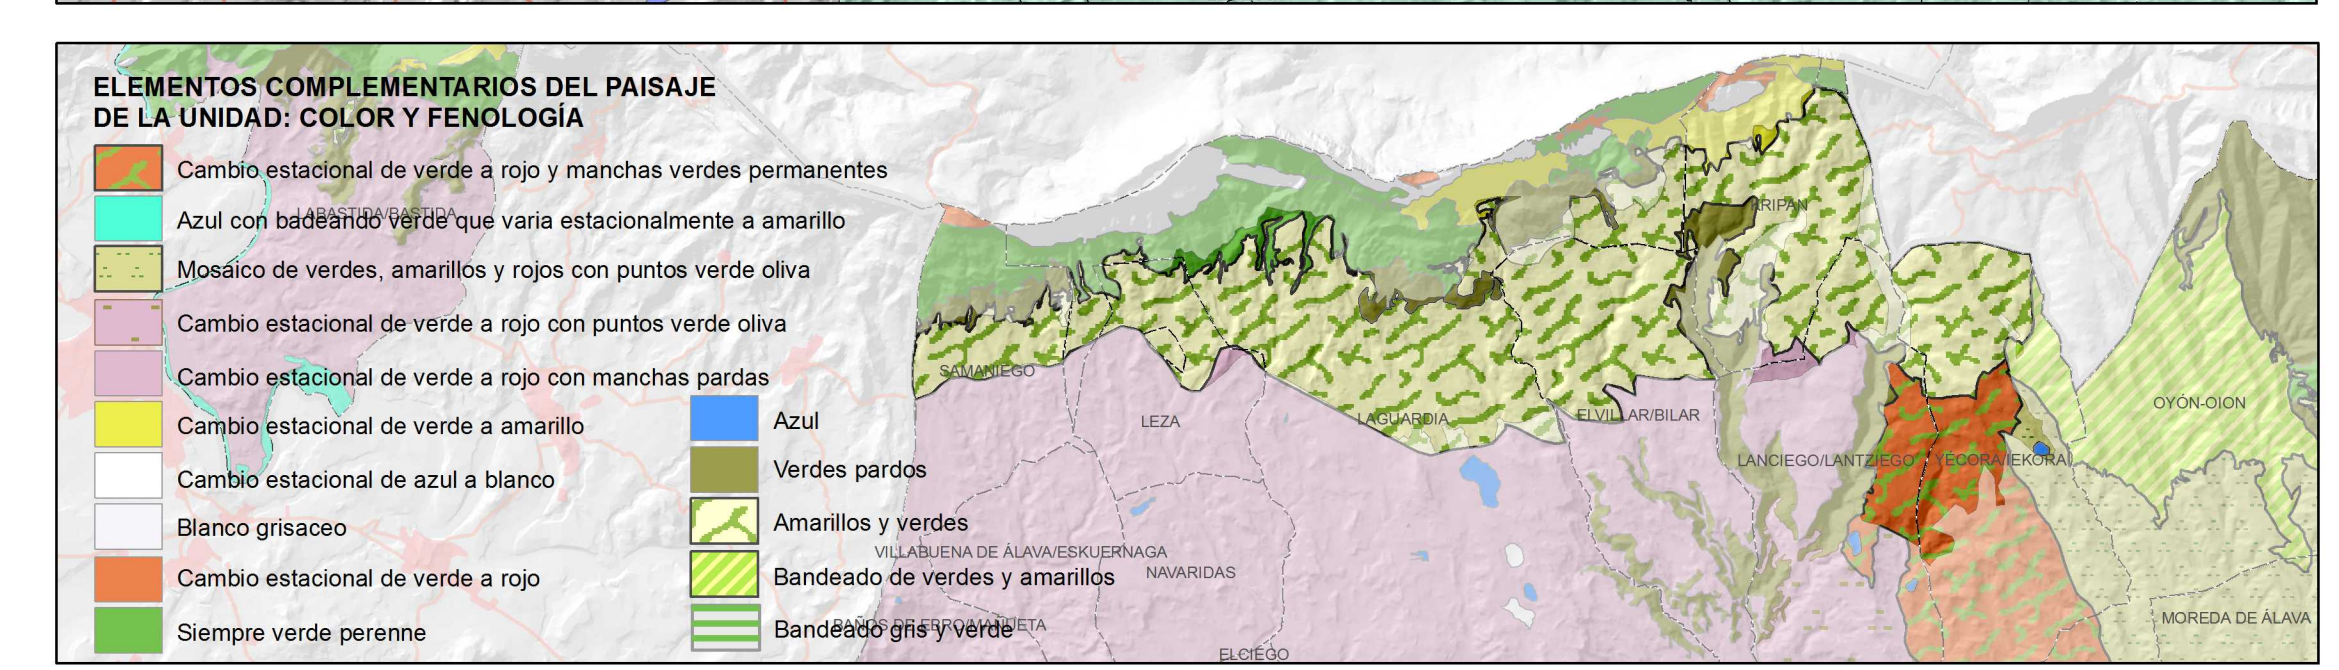 ELEMENTOS COMPLEMENTARIOS DEL PAISAJE
DE LA UNIDAD: COLOR Y FENOLOGÍA
Cambio estacional de verde a rojo y manchas verdes permanentes
Azul con badeando verde que varia estacionalmente a amarillo
Mosaico de verdes, amarillos y rojos con puntos verde oliva
Cambio estacional de verde a rojo con puntos verde oliva
Cambio estacional de verde a rojo con manchas pardas
Cambio estacional de verde a amarillo
Cambio estacional de azul a blanco
Blanco grisaceo
Cambio estacional de verde a rojo
Siempre verde perenne
Azul
Verdes pardos
Amarillos y verdes
Bandeado de verdes y amarillos
Bandeado gris y verde
LABASTIDA/BASTIDA
KRIPAN
SAMANIEGO
LEZA
LAGUARDIA
ELVILLAR/BILAR
OYÓN-OION
LANCIEGO/LANTZIEGO
YÉCORA/IEKORA
VILLABUENA DE ÁLAVA/ESKUERNAGA
NAVARIDAS
BAÑOS DE EBRO/MAÑUETA
MOREDA DE ÁLAVA
ELCIEGO